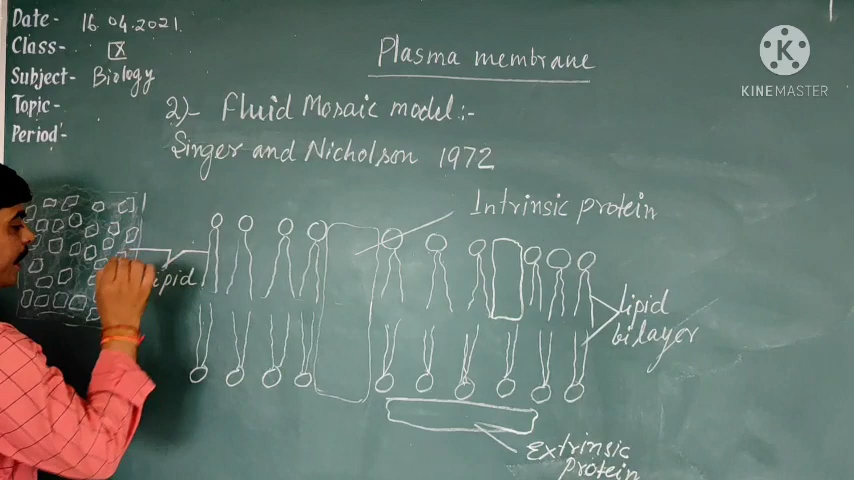 Date- 16.04.2021.
Class- X
Subject- Biology
Topic-
Period-
Plasma membrane
2)- Fluid Mosaic model:-
Singer and Nicholson 1972
Intrinsic protein
lipid
lipid
bilayer
Extrinsic
protein
KINEMASTER